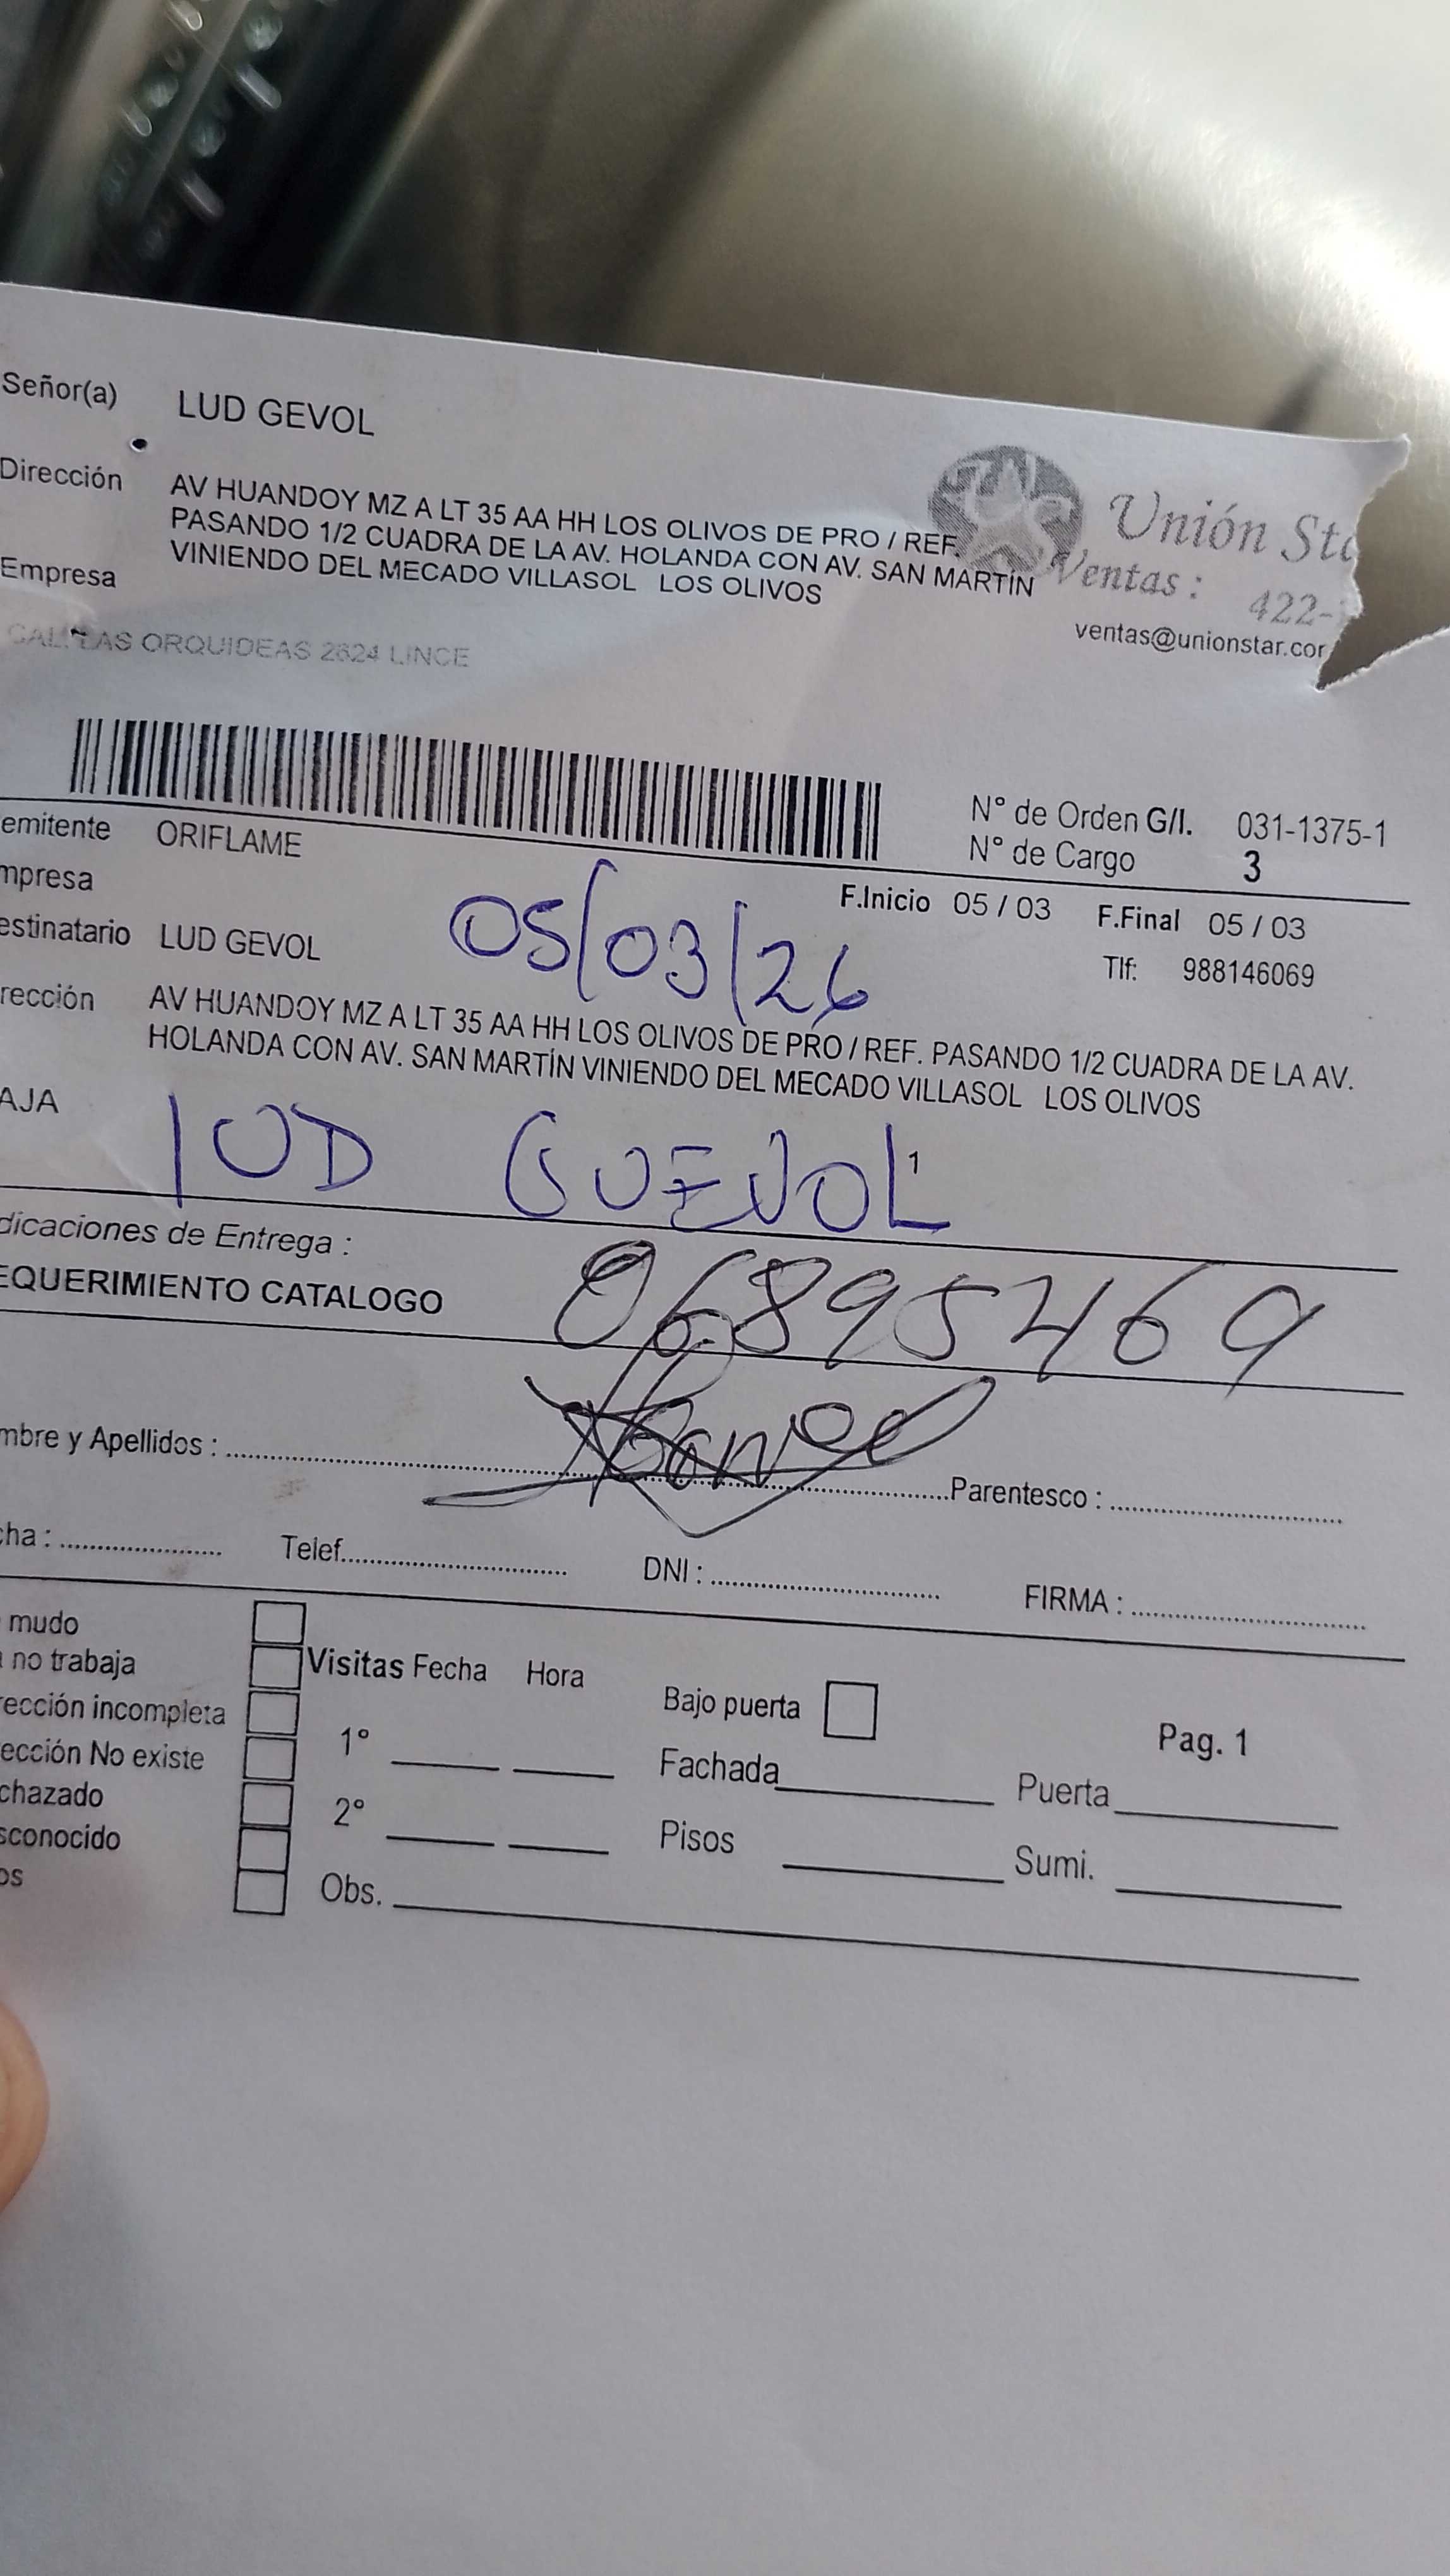 Señor(a) LUD GEVOL
Dirección AV HUANDOY MZ A LT 35 AA HH LOS OLIVOS DE PRO / REF.
PASANDO 1/2 CUADRA DE LA AV. HOLANDA CON AV. SAN MARTÍN
VINIENDO DEL MECADO VILLASOL LOS OLIVOS
Empresa
Unión Sta
Ventas : 422-
ventas@unionstar.cor
LAS ORQUIDEAS 2624 LINCE
N° de Orden G/I. 031-1375-1
N° de Cargo 3
emitente ORIFLAME
mpresa
F.Inicio 05 / 03 F.Final 05 / 03
estinatario LUD GEVOL
05/03/26
Tlf: 988146069
rección AV HUANDOY MZ A LT 35 AA HH LOS OLIVOS DE PRO / REF. PASANDO 1/2 CUADRA DE LA AV.
HOLANDA CON AV. SAN MARTÍN VINIENDO DEL MECADO VILLASOL LOS OLIVOS
AJA 1
IUD GUEVOL
dicaciones de Entrega :
EQUERIMIENTO CATALOGO
06895469
mbre y Apellidos : Parentesco :
cha : Telef. DNI : FIRMA :
mudo
no trabaja
Visitas Fecha Hora
Bajo puerta
rección incompleta
1°
Pag. 1
ección No existe
Fachada Puerta
chazado
2°
sconocido
Pisos Sumi.
os
Obs.